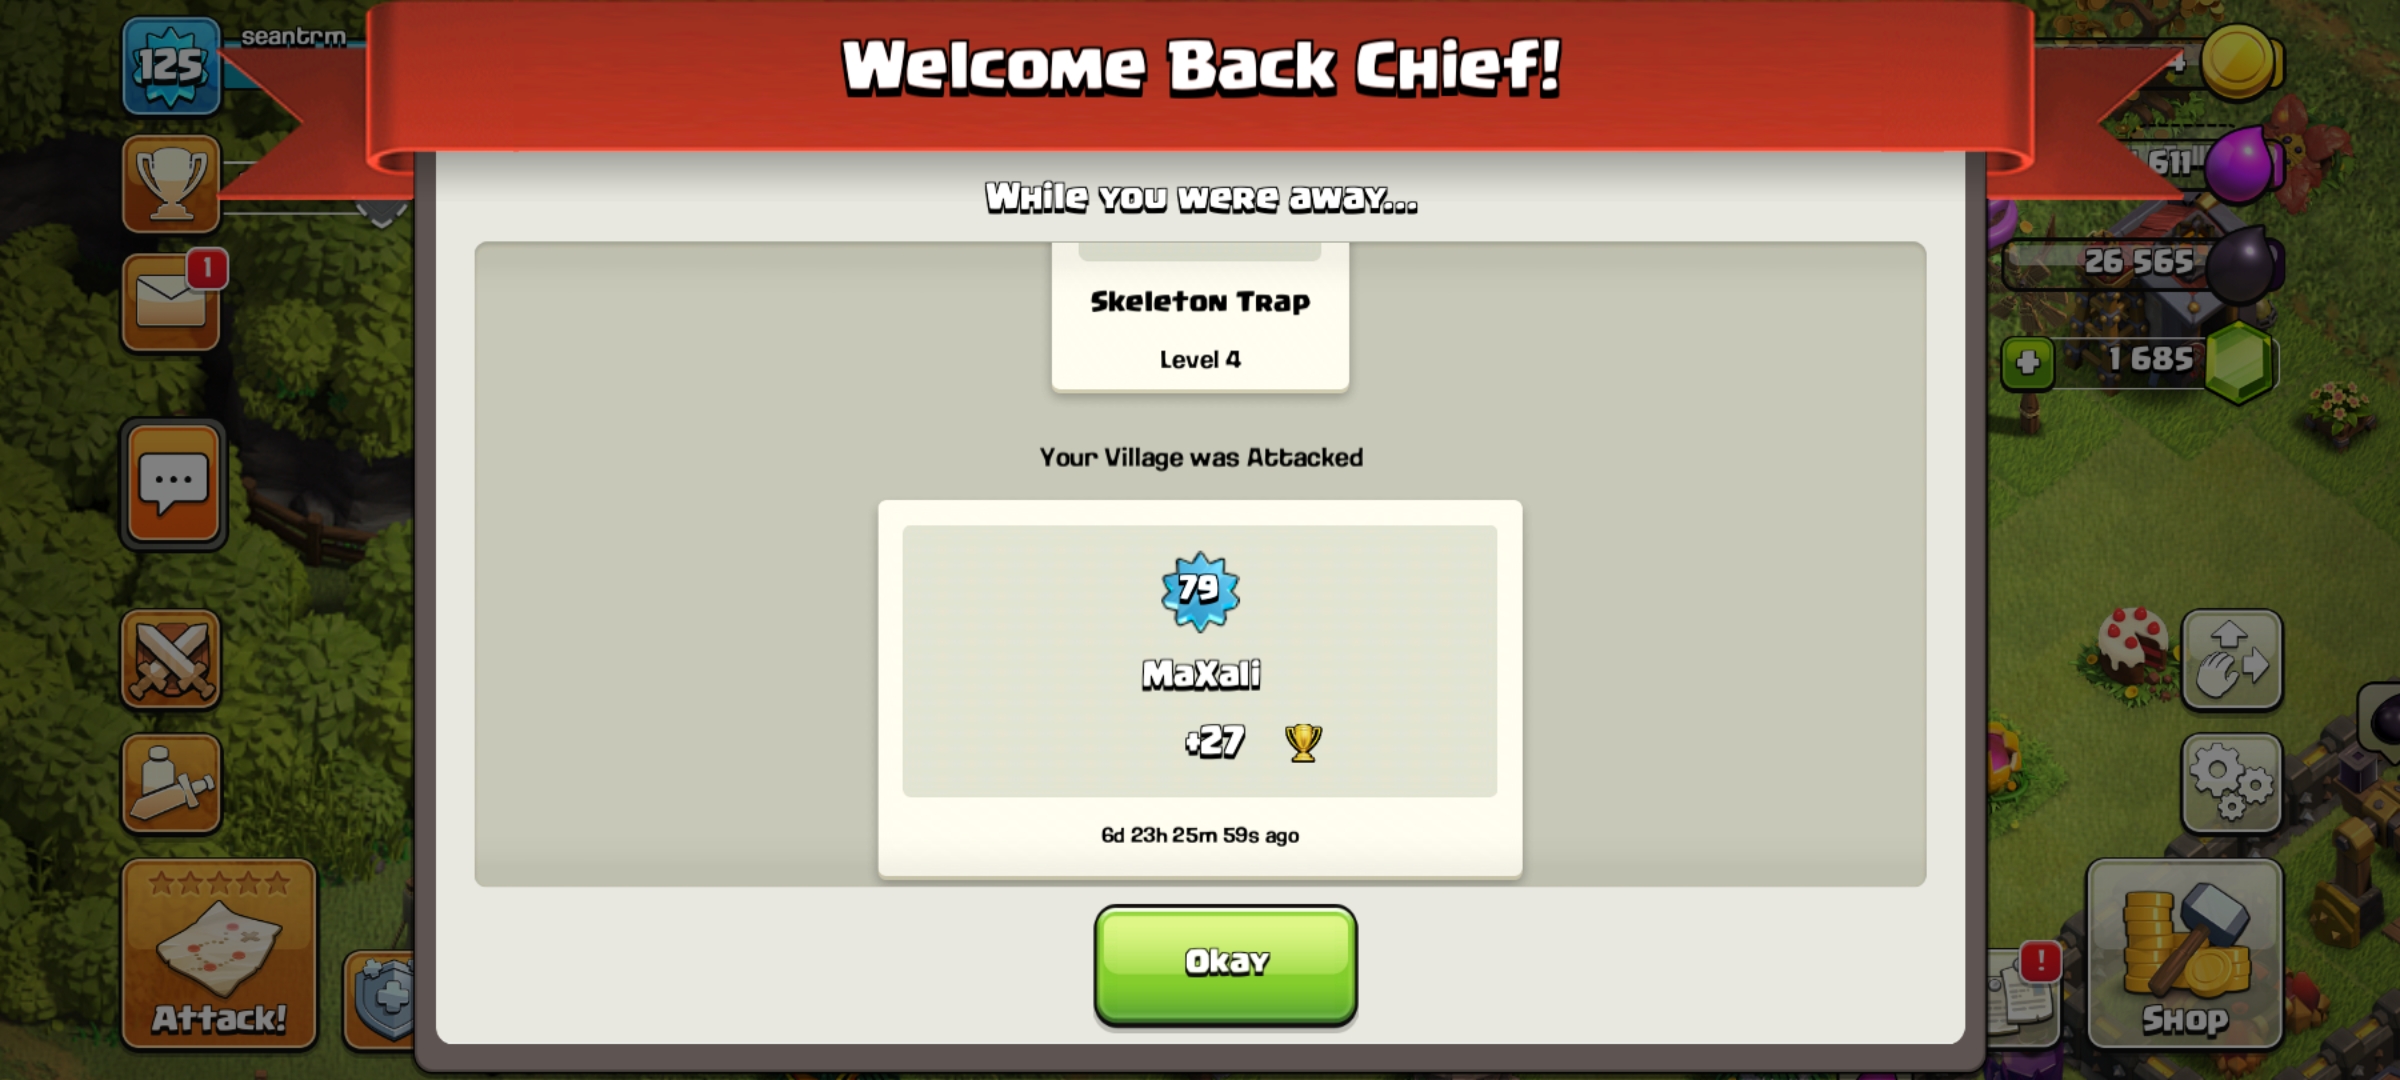 125
seantrm
Welcome Back Chief!
While you were away...
611
Skeleton Trap
Level 4
26 565
1
1 685
Your Village was Attacked
79
MaXali
+27
6d 23h 25m 59s ago
Okay
Attack!
!
Shop